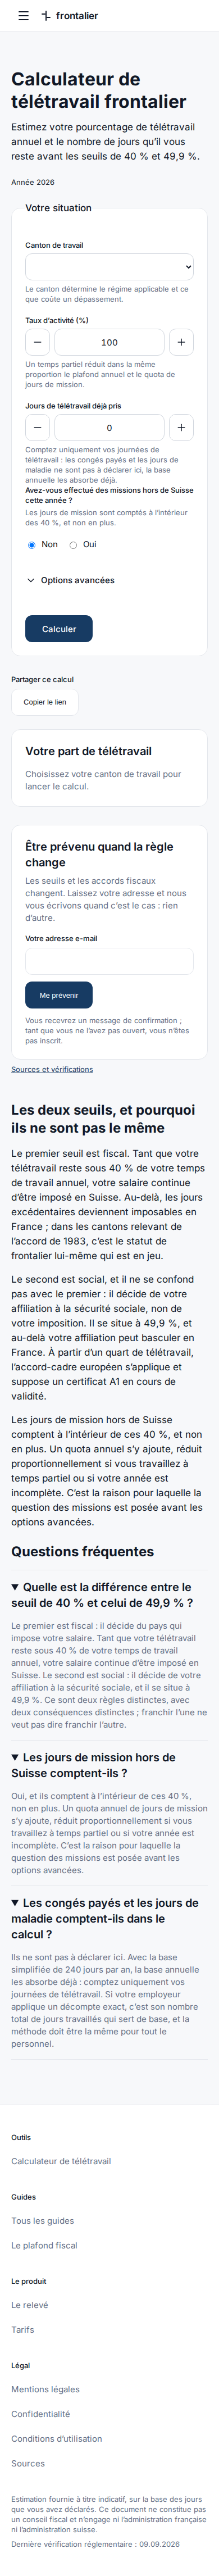 frontalier
Calculateur de
télétravail frontalier
Estimez votre pourcentage de télétravail
annuel et le nombre de jours qu'il vous
reste avant les seuils de 40 % et 49,9 %.
Année 2026
Votre situation
Canton de travail
Le canton détermine le régime applicable et ce
que coûte un dépassement.
Taux d'activité (%)
100
Un temps partiel réduit dans la même
proportion le plafond annuel et le quota de
jours de mission.
Jours de télétravail déjà pris
0
Comptez uniquement vos journées de
télétravail : les congés payés et les jours de
maladie ne sont pas à déclarer ici, la base
annuelle les absorbe déjà.
Avez-vous effectué des missions hors de Suisse
cette année ?
Les jours de mission sont comptés à l'intérieur
des 40 %, et non en plus.
Non
Oui
Options avancées
Calculer
Partager ce calcul
Copier le lien
Votre part de télétravail
Choisissez votre canton de travail pour
lancer le calcul.
Être prévenu quand la règle
change
Les seuils et les accords fiscaux
changent. Laissez votre adresse et nous
vous écrivons quand c'est le cas : rien
d'autre.
Votre adresse e-mail
Me prévenir
Vous recevrez un message de confirmation ;
tant que vous ne l'avez pas ouvert, vous n'êtes
pas inscrit.
Sources et vérifications
Les deux seuils, et pourquoi
ils ne sont pas le même
Le premier seuil est fiscal. Tant que votre
télétravail reste sous 40 % de votre temps
de travail annuel, votre salaire continue
d'être imposé en Suisse. Au-delà, les jours
excédentaires deviennent imposables en
France ; dans les cantons relevant de
l'accord de 1983, c'est le statut de
frontalier lui-même qui est en jeu.
Le second est social, et il ne se confond
pas avec le premier : il décide de votre
affiliation à la sécurité sociale, non de
votre imposition. Il se situe à 49,9 %, et
au-delà votre affiliation peut basculer en
France. À partir d'un quart de télétravail,
l'accord-cadre européen s'applique et
suppose un certificat A1 en cours de
validité.
Les jours de mission hors de Suisse
comptent à l'intérieur de ces 40 %, et non
en plus. Un quota annuel s'y ajoute, réduit
proportionnellement si vous travaillez à
temps partiel ou si votre année est
incomplète. C'est la raison pour laquelle la
question des missions est posée avant les
options avancées.
Questions fréquentes
Quelle est la différence entre le
seuil de 40 % et celui de 49,9 % ?
Le premier est fiscal : il décide du pays qui
impose votre salaire. Tant que votre télétravail
reste sous 40 % de votre temps de travail
annuel, votre salaire continue d'être imposé en
Suisse. Le second est social : il décide de votre
affiliation à la sécurité sociale, et il se situe à
49,9 %. Ce sont deux règles distinctes, avec
deux conséquences distinctes ; franchir l'une ne
veut pas dire franchir l'autre.
Les jours de mission hors de
Suisse comptent-ils ?
Oui, et ils comptent à l'intérieur de ces 40 %,
non en plus. Un quota annuel de jours de mission
s'y ajoute, réduit proportionnellement si vous
travaillez à temps partiel ou si votre année est
incomplète. C'est la raison pour laquelle la
question des missions est posée avant les
options avancées.
Les congés payés et les jours de
maladie comptent-ils dans le
calcul ?
Ils ne sont pas à déclarer ici. Avec la base
simplifiée de 240 jours par an, la base annuelle
les absorbe déjà : comptez uniquement vos
journées de télétravail. Si votre employeur
applique un décompte exact, c'est son nombre
total de jours travaillés qui sert de base, et la
méthode doit être la même pour tout le
personnel.
Outils
Calculateur de télétravail
Guides
Tous les guides
Le plafond fiscal
Le produit
Le relevé
Tarifs
Légal
Mentions légales
Confidentialité
Conditions d'utilisation
Sources
Estimation fournie à titre indicatif, sur la base des jours
que vous avez déclarés. Ce document ne constitue pas
un conseil fiscal et n'engage ni l'administration française
ni l'administration suisse.
Dernière vérification réglementaire : 09.09.2026